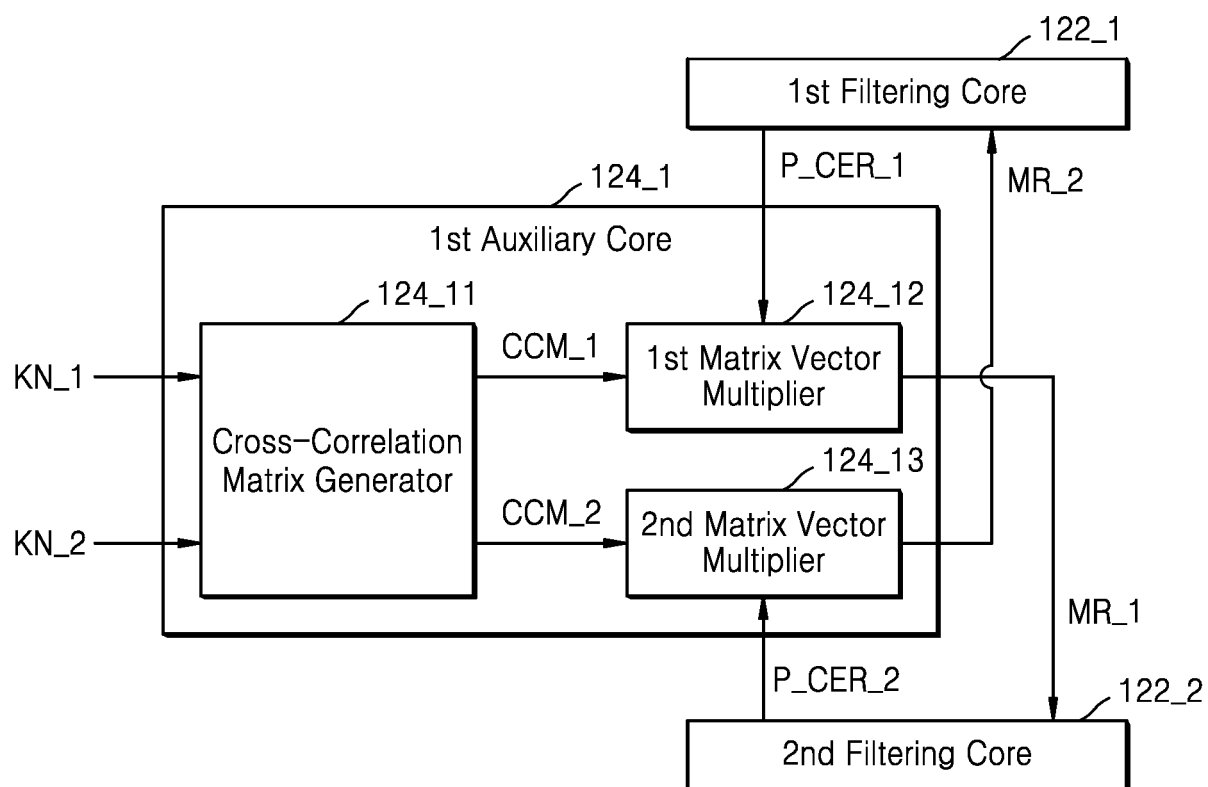 122_1
1st Filtering Core
P_CER_1
MR_2
124_1
1st Auxiliary Core
124_11
124_12
KN_1
CCM_1
1st Matrix Vector
Multiplier
Cross-Correlation
Matrix Generator
124_13
KN_2
CCM_2
2nd Matrix Vector
Multiplier
MR_1
P_CER_2
122_2
2nd Filtering Core